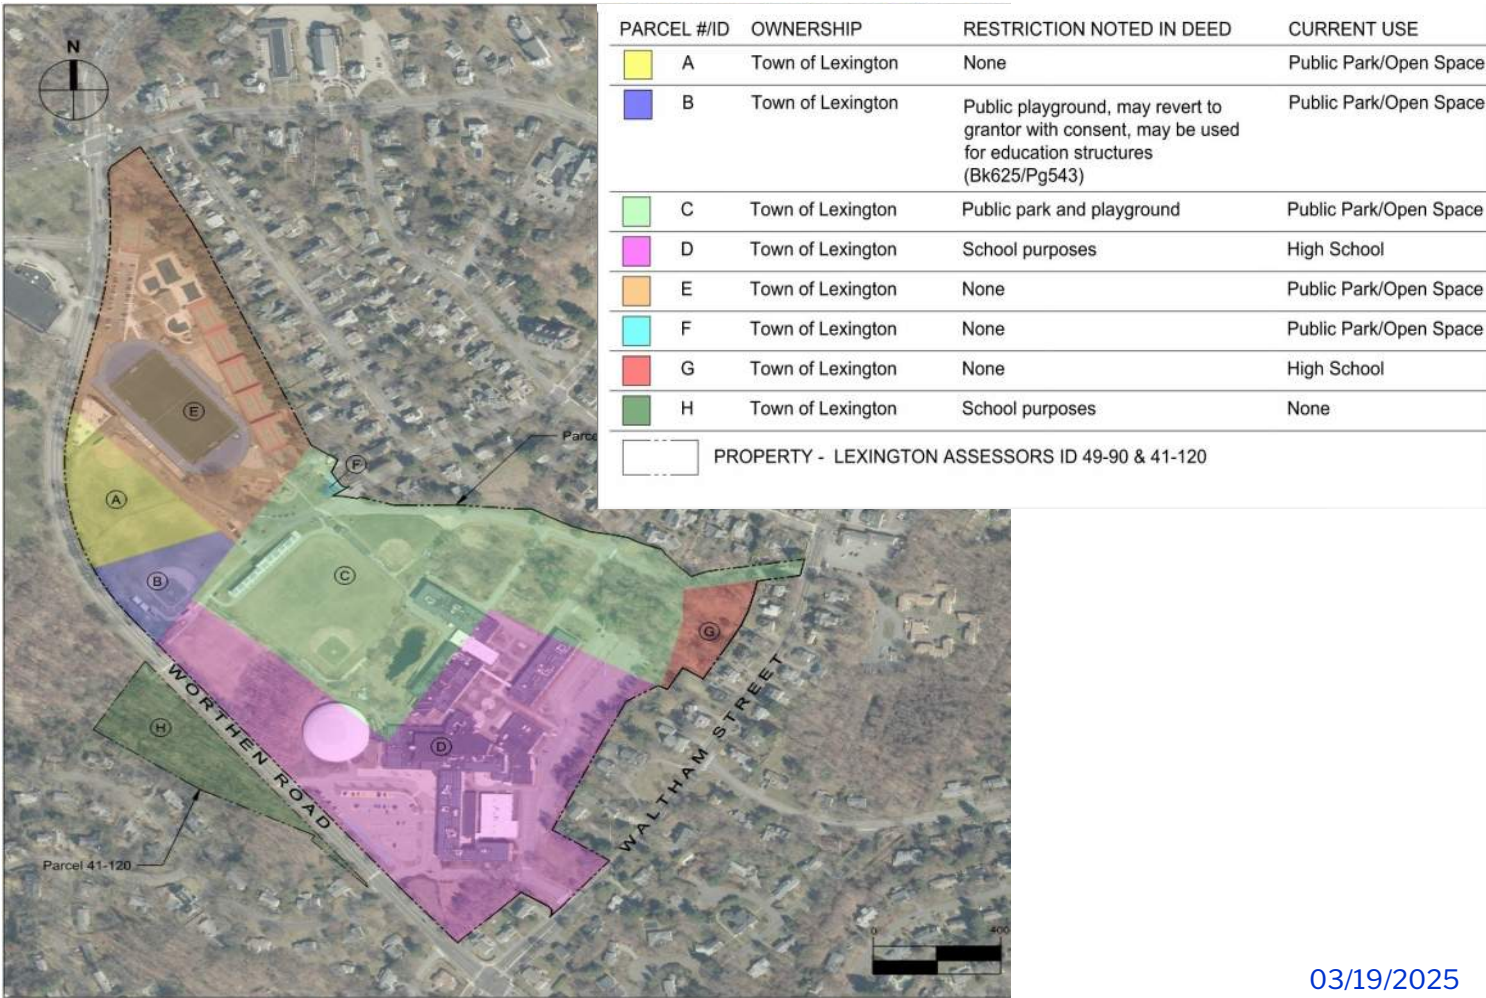 PARCEL #/ID OWNERSHIP RESTRICTION NOTED IN DEED CURRENT USE
A Town of Lexington None Public Park/Open Space
B Town of Lexington Public playground, may revert to Public Park/Open Space
grantor with consent, may be used
for education structures
(Bk625/Pg543)
C Town of Lexington Public park and playground Public Park/Open Space
D Town of Lexington School purposes High School
E Town of Lexington None Public Park/Open Space
F Town of Lexington None Public Park/Open Space
G Town of Lexington None High School
H Town of Lexington School purposes None
PROPERTY - LEXINGTON ASSESSORS ID 49-90 & 41-120
N
E
Parce
F
A
C
B
G
H
D
WORTHEN ROAD
WALTHAM STREET
Parcel 41-120
0 400
03/19/2025